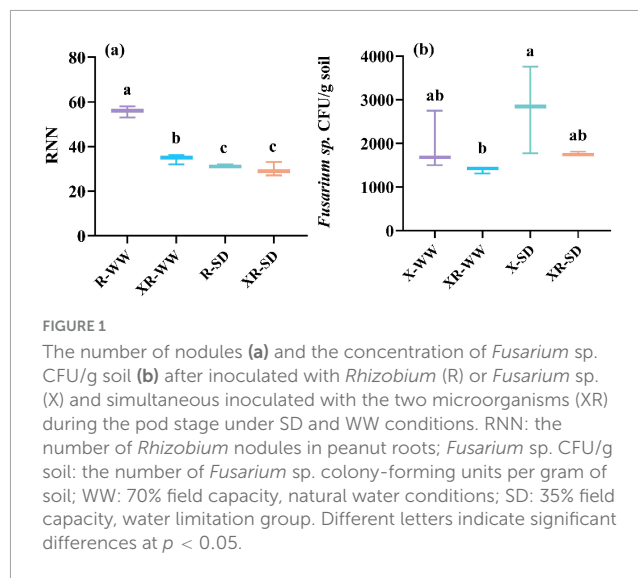 (a)
RNN
60
40
20
0
a
b
c
c
R-WW
XR-WW
R-SD
XR-SD
(b)
Fusarium sp. CFU/g soil
4000
3000
2000
1000
0
ab
b
a
ab
X-WW
XR-WW
X-SD
XR-SD
FIGURE 1
The number of nodules (a) and the concentration of Fusarium sp.
CFU/g soil (b) after inoculated with Rhizobium (R) or Fusarium sp.
(X) and simultaneous inoculated with the two microorganisms (XR)
during the pod stage under SD and WW conditions. RNN: the
number of Rhizobium nodules in peanut roots; Fusarium sp. CFU/g
soil: the number of Fusarium sp. colony-forming units per gram of
soil; WW: 70% field capacity, natural water conditions; SD: 35% field
capacity, water limitation group. Different letters indicate significant
differences at p < 0.05.